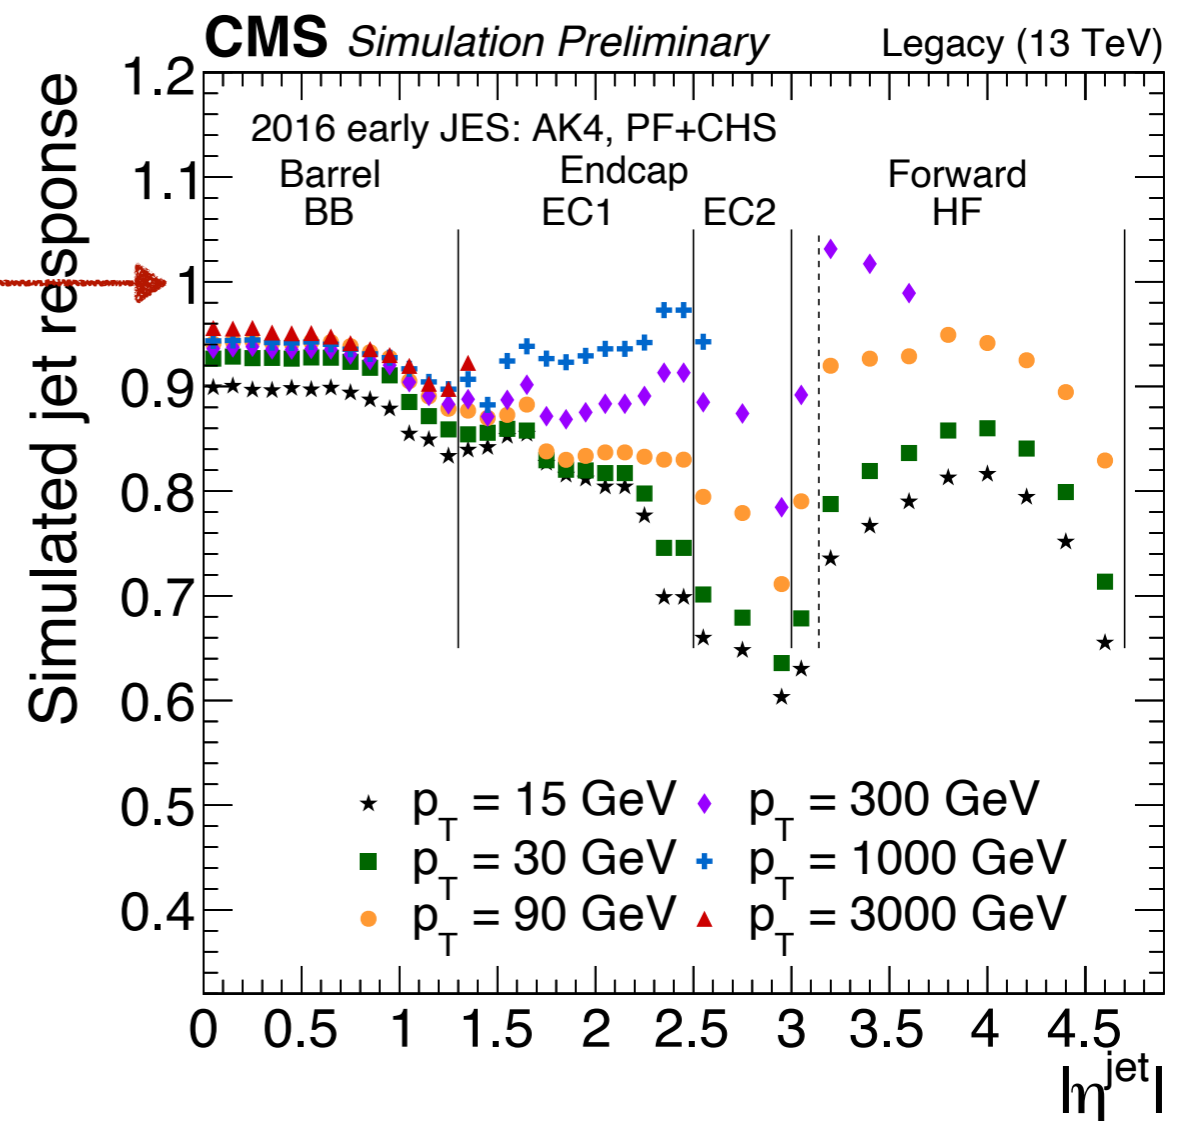 CMS Simulation Preliminary Legacy (13 TeV)
2016 early JES: AK4, PF+CHS
Barrel Endcap Forward
BB EC1 EC2 HF
Simulated jet response
1.2
1.1
1
0.9
0.8
0.7
0.6
0.5
0.4
p_T = 15 GeV p_T = 300 GeV
p_T = 30 GeV p_T = 1000 GeV
p_T = 90 GeV p_T = 3000 GeV
0 0.5 1 1.5 2 2.5 3 3.5 4 4.5
|η^jet|